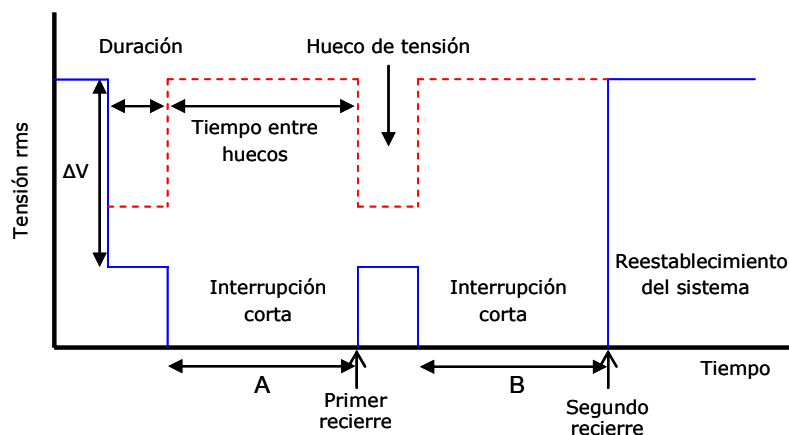 Duración
Hueco de tensión
Tiempo entre
huecos
ΔV
Tensión rms
Interrupción
corta
Interrupción
corta
Reestablecimiento
del sistema
Tiempo
A
B
Primer
recierre
Segundo
recierre